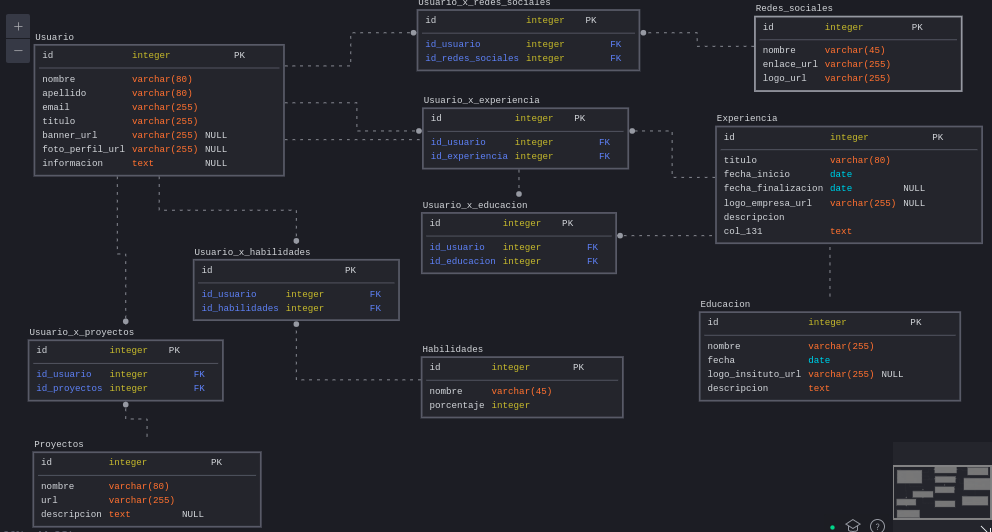 Usuario_x_redes_sociales
id integer PK
id_usuario integer FK
id_redes_sociales integer FK
Redes_sociales
id integer PK
nombre varchar(45)
enlace_url varchar(255)
logo_url varchar(255)
+
−
Usuario
id integer PK
nombre varchar(80)
apellido varchar(80)
email varchar(255)
titulo varchar(255)
banner_url varchar(255) NULL
foto_perfil_url varchar(255) NULL
informacion text NULL
Usuario_x_experiencia
id integer PK
id_usuario integer FK
id_experiencia integer FK
Experiencia
id integer PK
titulo varchar(80)
fecha_inicio date
fecha_finalizacion date NULL
logo_empresa_url varchar(255) NULL
descripcion
col_131 text
Usuario_x_educacion
id integer PK
id_usuario integer FK
id_educacion integer FK
Usuario_x_habilidades
id PK
id_usuario integer FK
id_habilidades integer FK
Educacion
id integer PK
nombre varchar(255)
fecha date
logo_insituto_url varchar(255) NULL
descripcion text
Usuario_x_proyectos
id integer PK
id_usuario integer FK
id_proyectos integer FK
Habilidades
id integer PK
nombre varchar(45)
porcentaje integer
Proyectos
id integer PK
nombre varchar(80)
url varchar(255)
descripcion text NULL
?